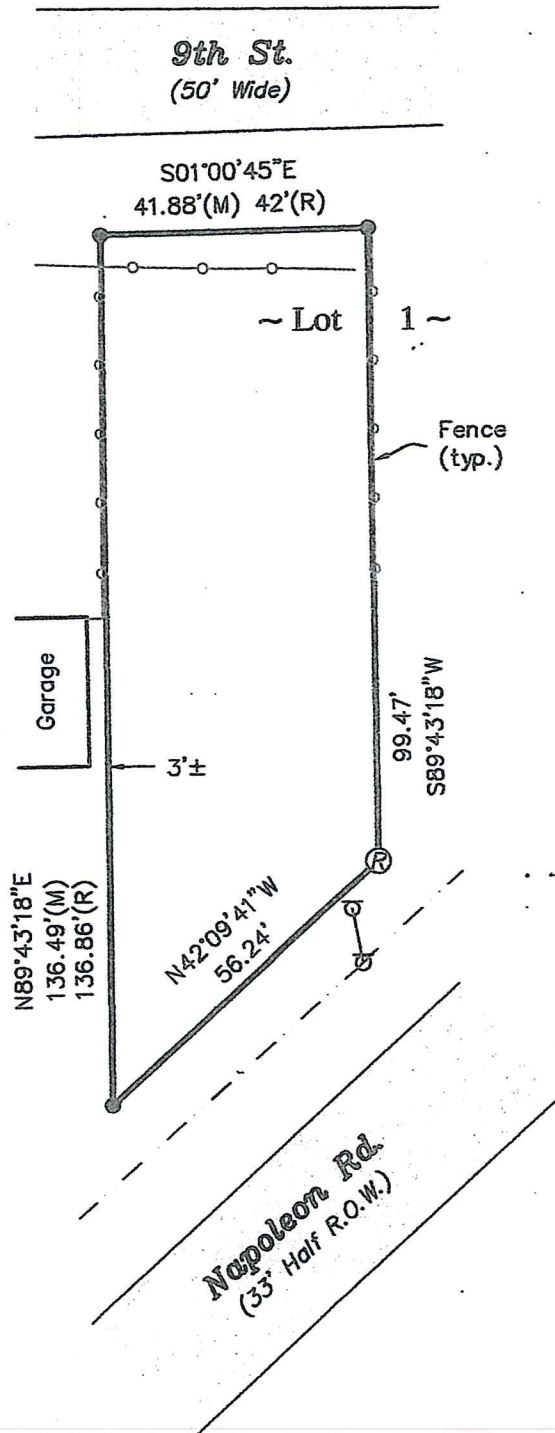 9th St.
(50' Wide)
S01°00'45"E
41.88'(M) 42'(R)
~ Lot 1 ~
Fence
(typ.)
Garage
99.47'
S89°43'18"W
3'±
R
N89°43'18"E
136.49'(M)
136.86'(R)
N42°09'41"W
56.24'
Napoleon Rd.
(33' Half R.O.W.)